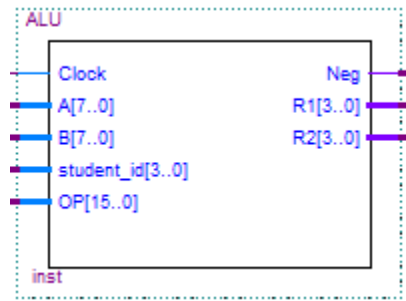 ALU
Clock Neg
A[7..0] R1[3..0]
B[7..0] R2[3..0]
student_id[3..0]
OP[15..0]
inst